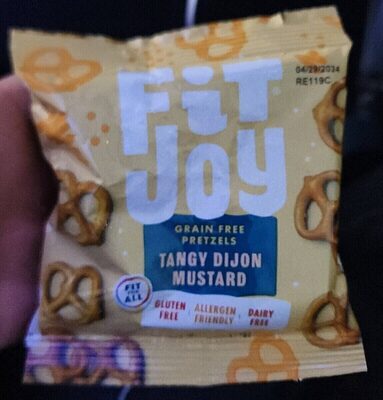 FiT
JOY
04/29/2024
RE119C
GRAIN FREE
PRETZELS
TANGY DIJON
MUSTARD
FIT
FOR
ALL
GLUTEN
FREE
ALLERGEN
FRIENDLY
DAIRY
FREE